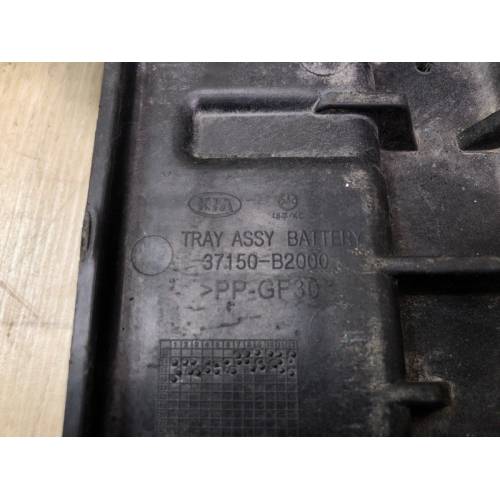 KIA
TRAY ASSY BATTERY
37150-B2000
>PP-GF30